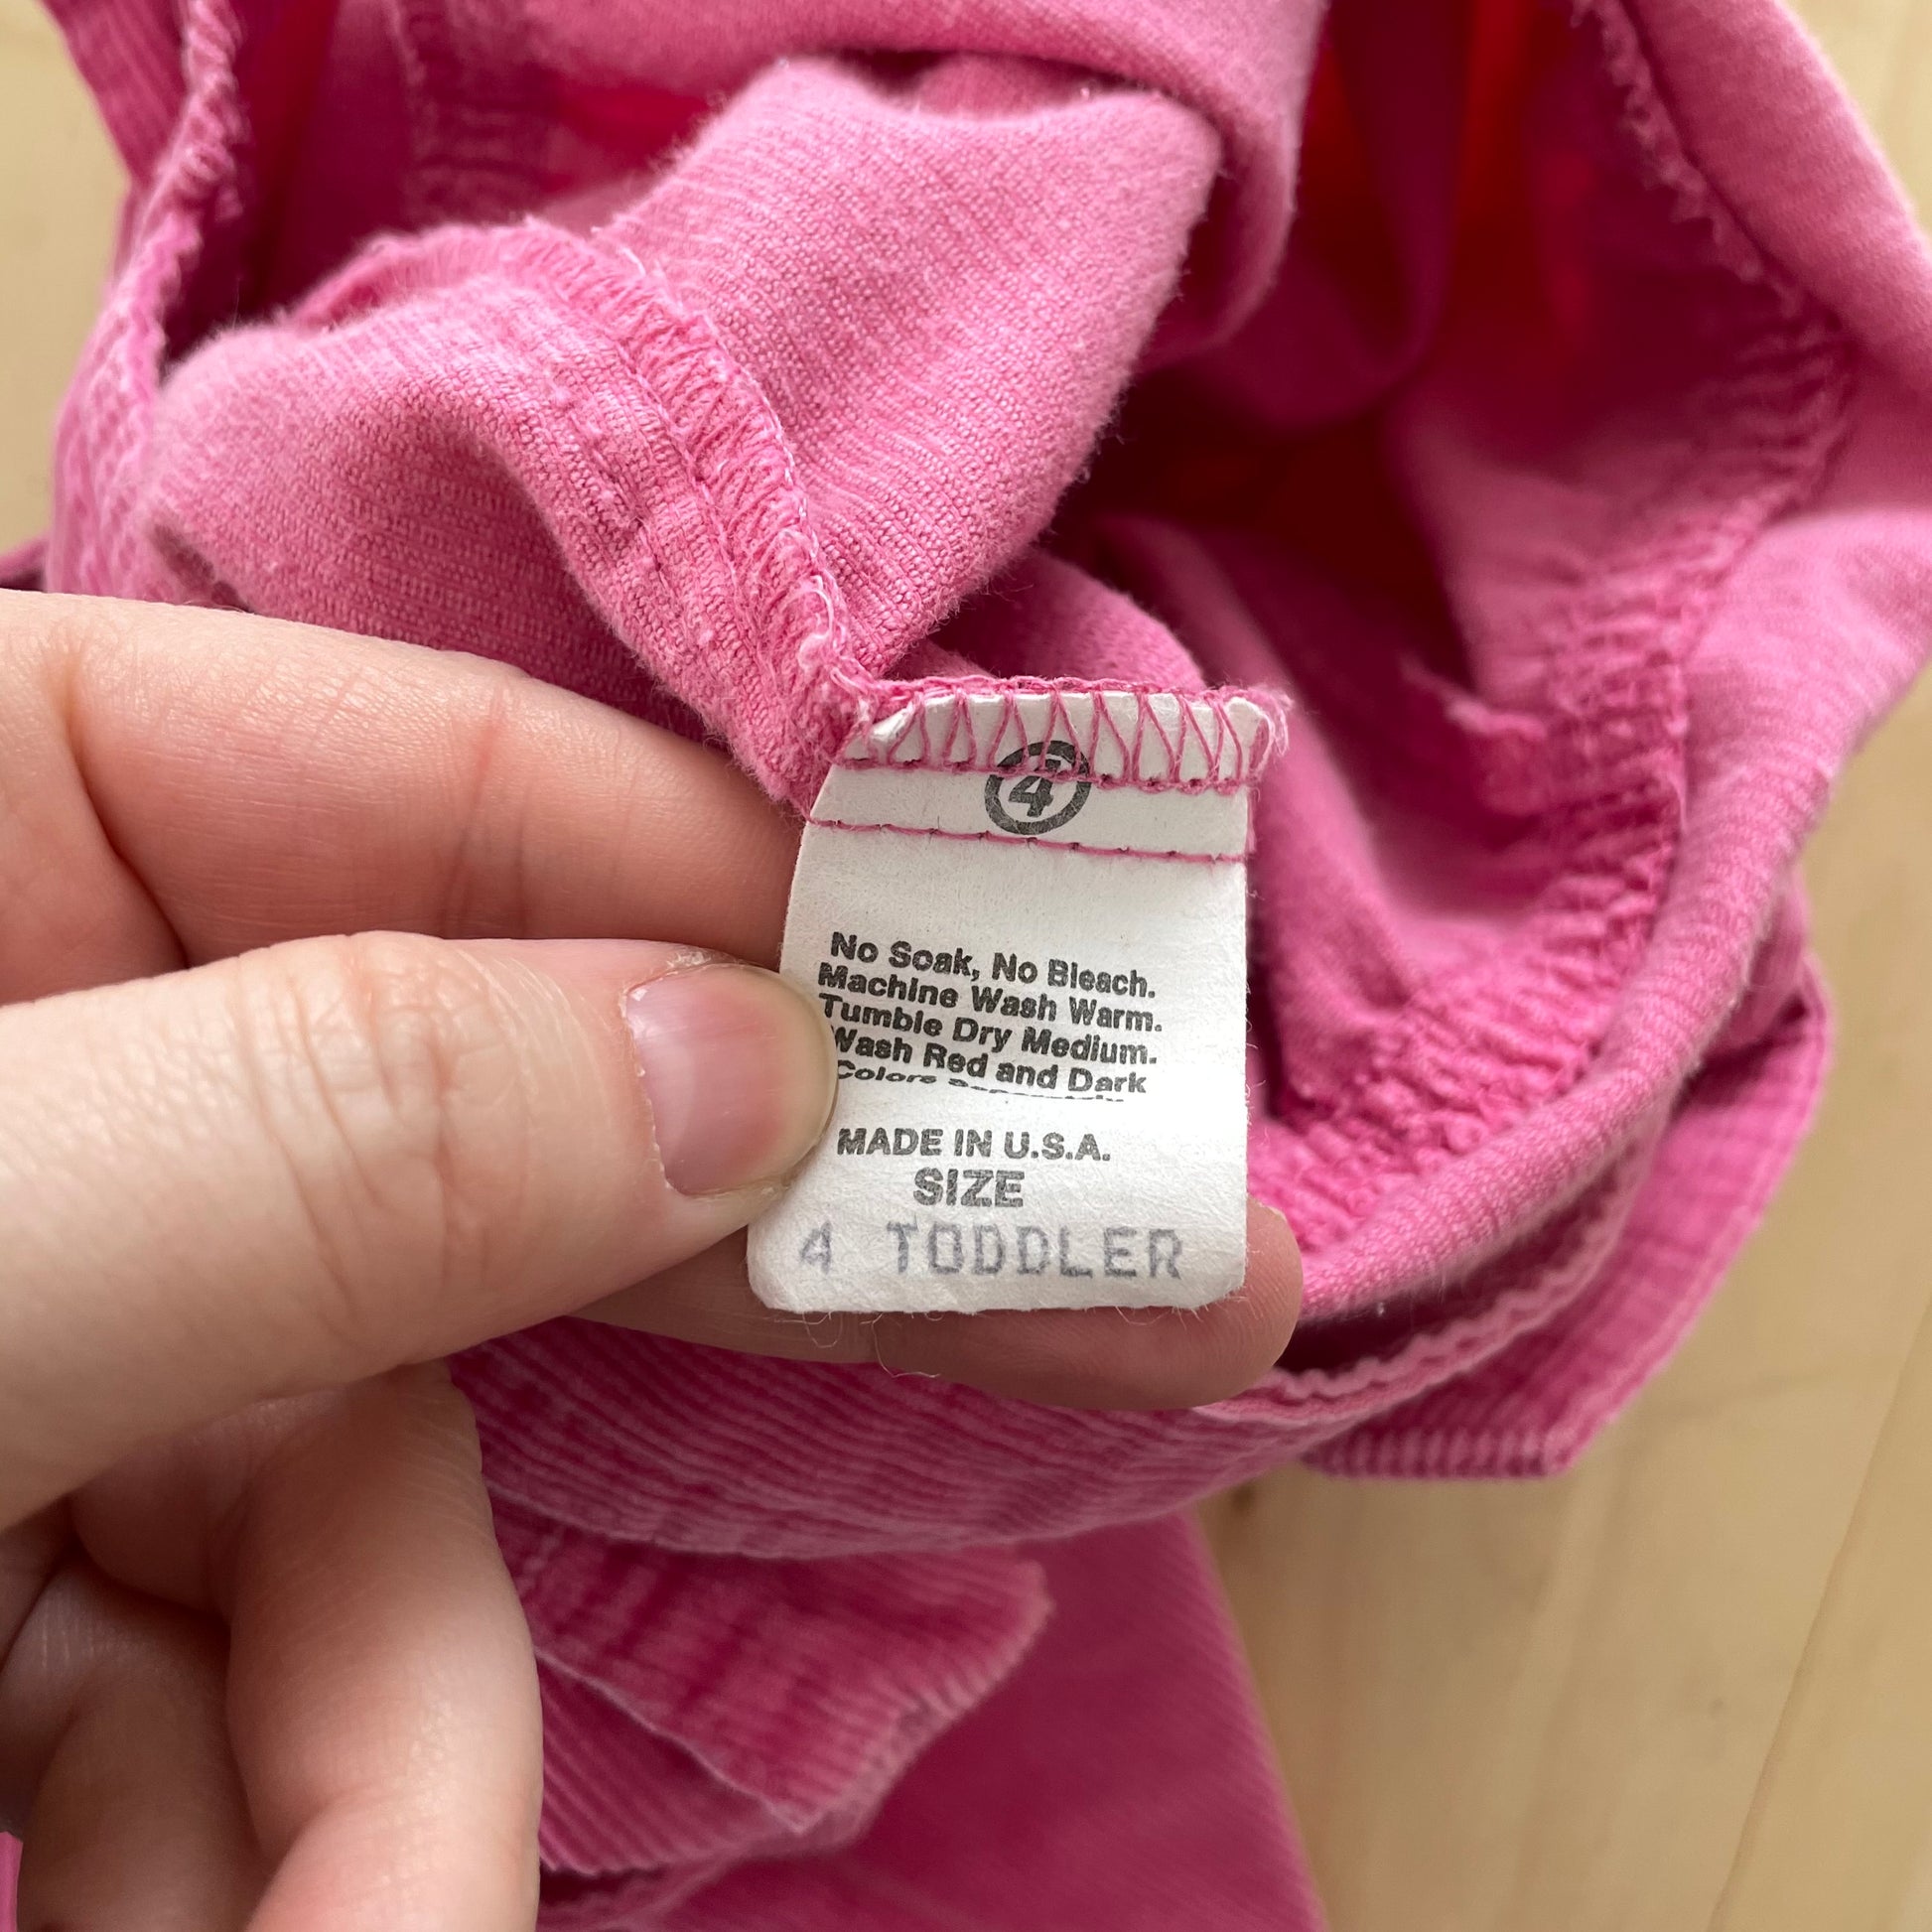 4
No Soak, No Bleach.
Machine Wash Warm.
Tumble Dry Medium.
Wash Red and Dark
Colors
MADE IN U.S.A.
SIZE
4 TODDLER